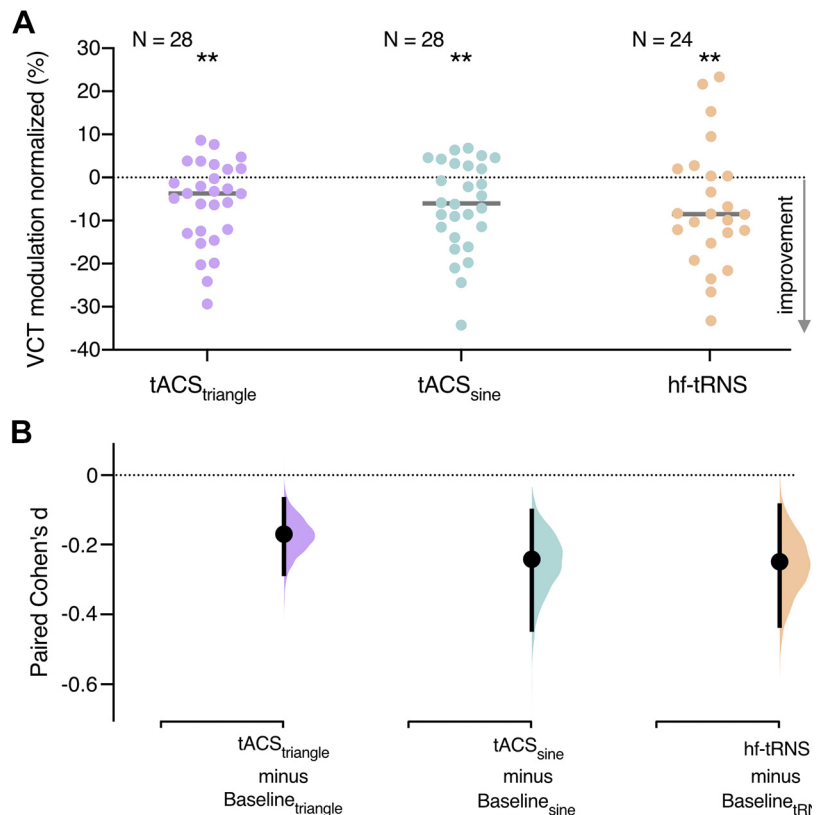 A
N = 28
N = 28
N = 24
**
**
**
VCT modulation normalized (%)
30
20
10
0
-10
-20
-30
-40
improvement
tACStriangle
tACSsine
hf-tRNS
B
Paired Cohen's d
0
-0.2
-0.4
-0.6
tACStriangle
minus
Baselinetriangle
tACSsine
minus
Baselinesine
hf-tRNS
minus
BaselinetRN